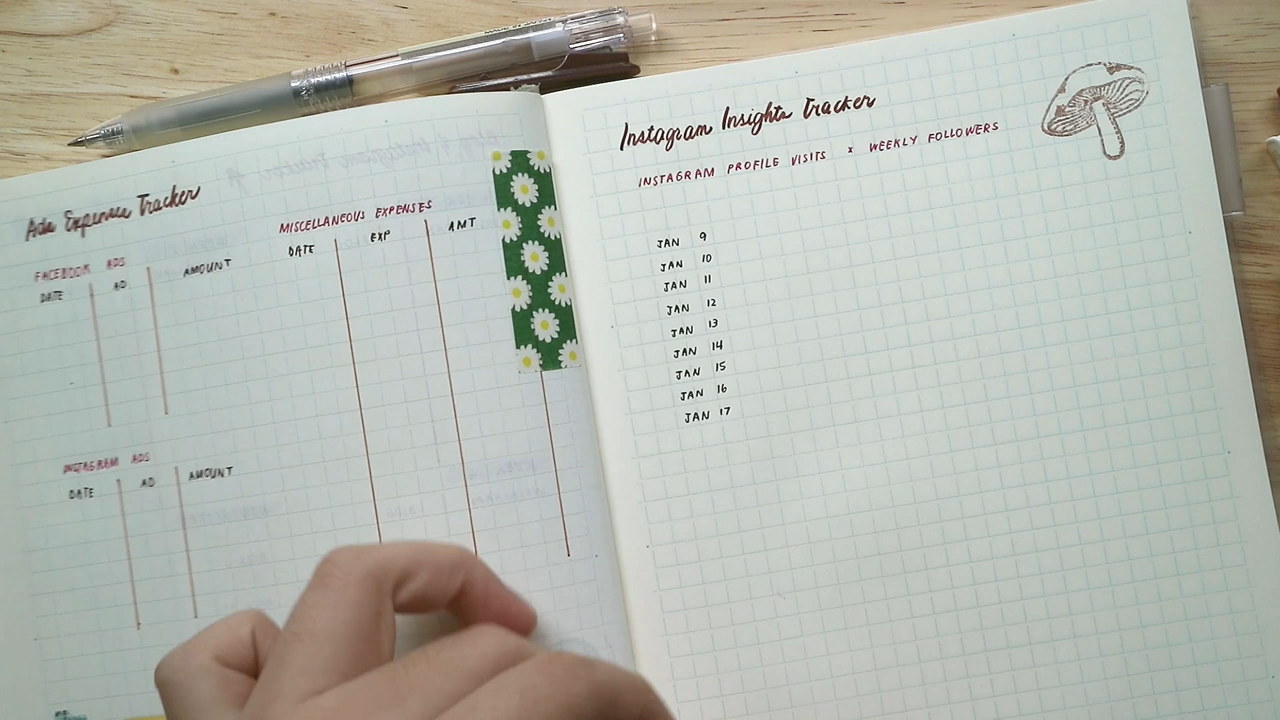 Ads Expense Tracker
FACEBOOK ADS
DATE AD AMOUNT
MISCELLANEOUS EXPENSES
DATE EXP AMT
INSTAGRAM ADS
DATE AD AMOUNT
Instagram Insights Tracker
INSTAGRAM PROFILE VISITS x WEEKLY FOLLOWERS
JAN 9
JAN 10
JAN 11
JAN 12
JAN 13
JAN 14
JAN 15
JAN 16
JAN 17